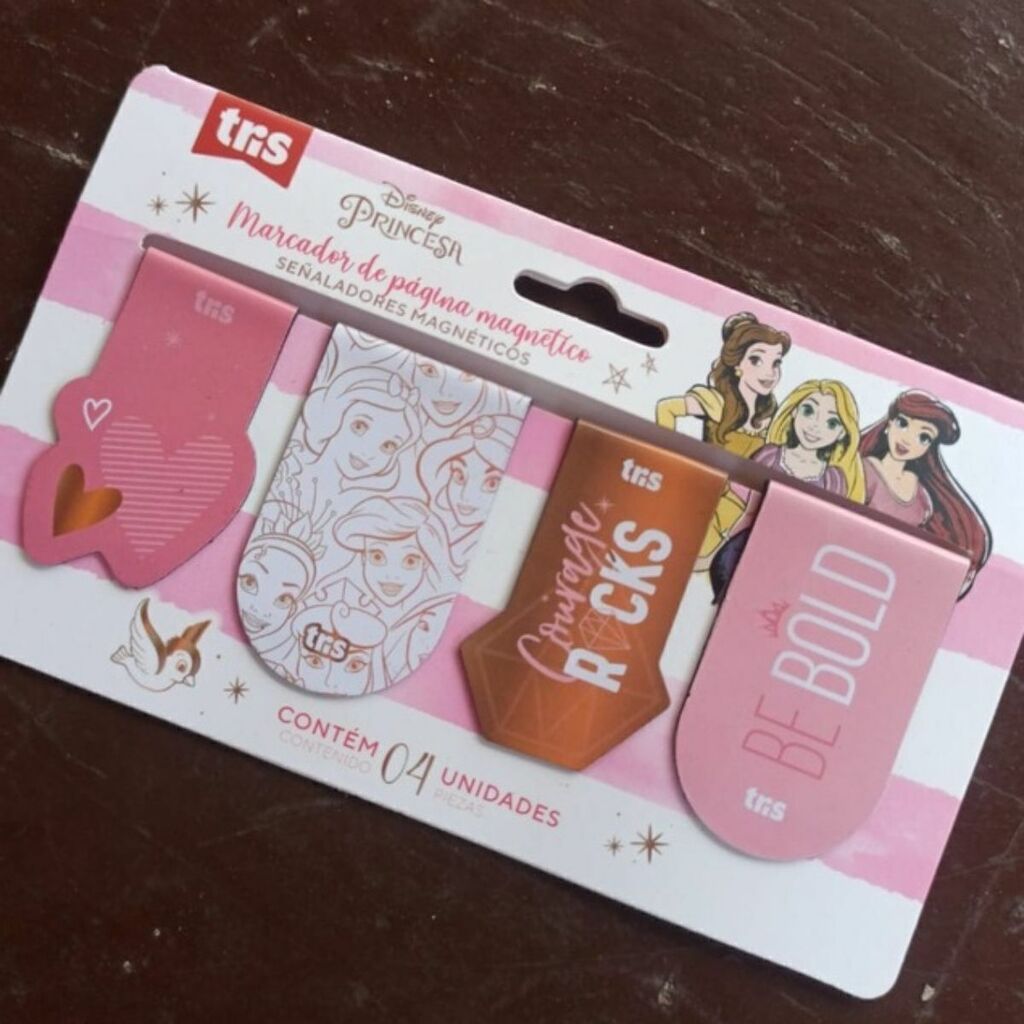 tris
Disney
PRINCESA
Marcador de página magnético
SEÑALADORES MAGNÉTICOS
tris
tris
tris
Courage
ROCKS
BE BOLD
tris
CONTÉM 04 UNIDADES
CONTENIDO PIEZAS